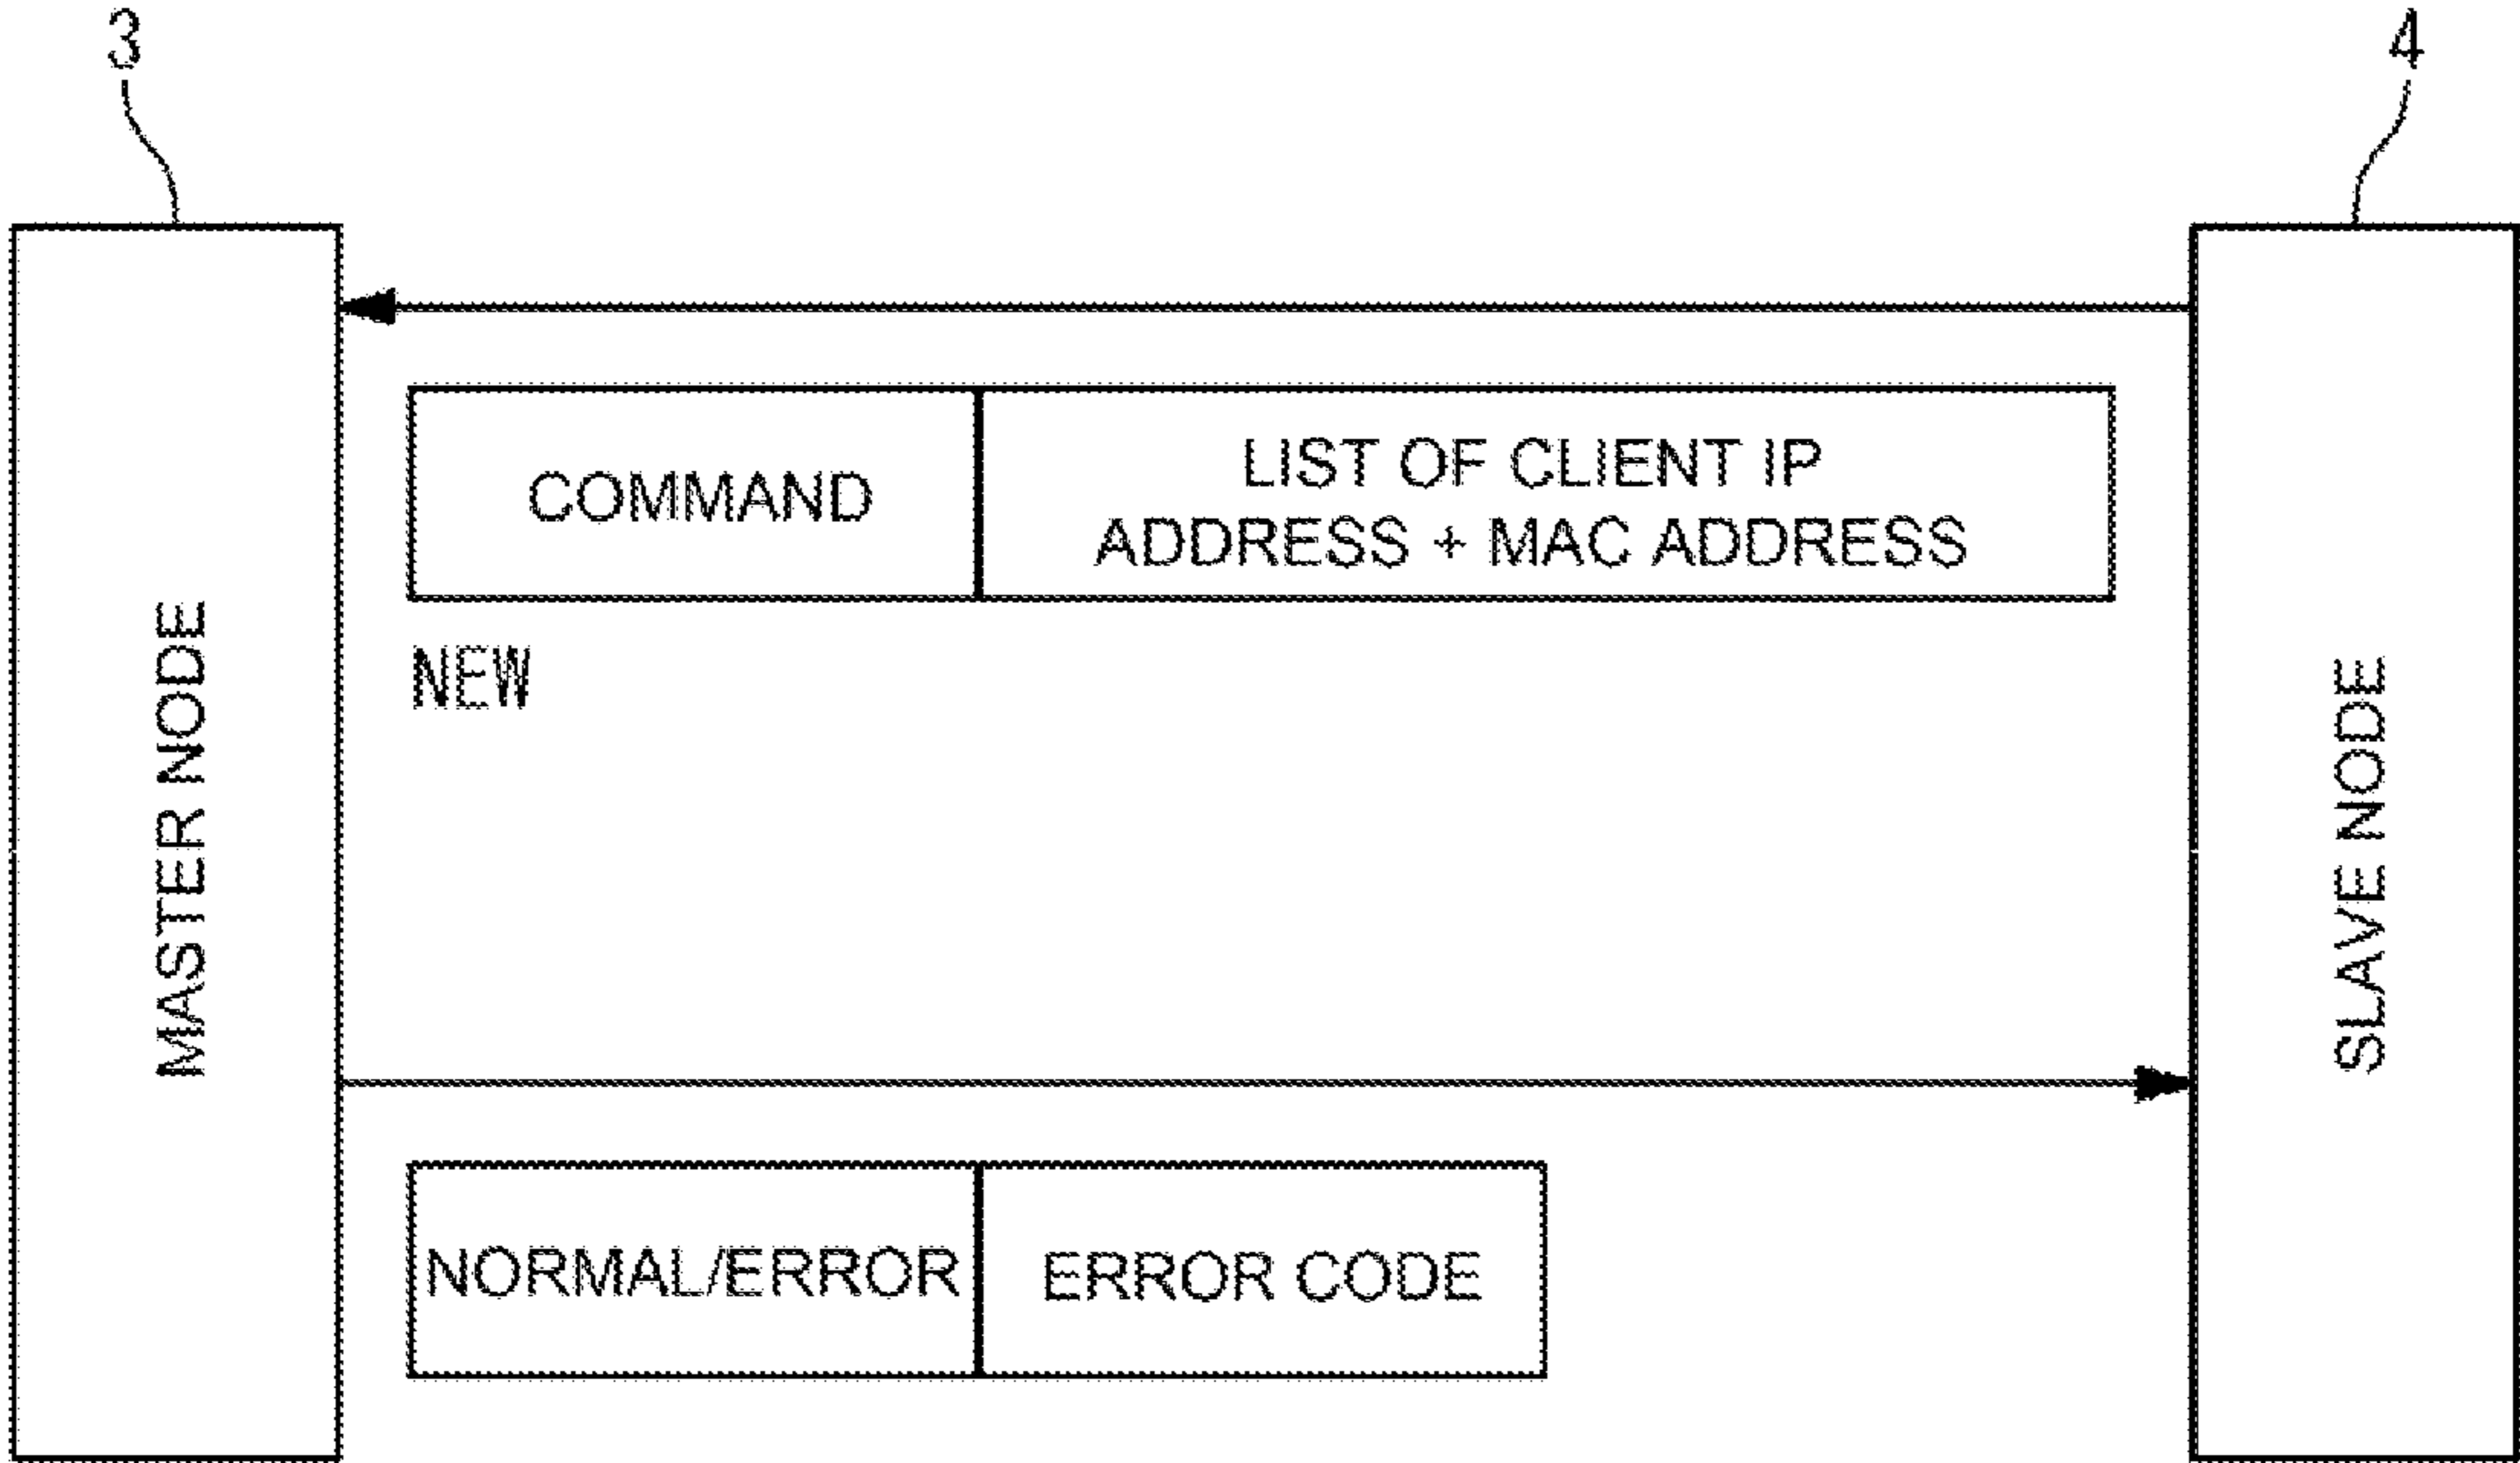 3
4
MASTER NODE
COMMAND
LIST OF CLIENT IP
ADDRESS + MAC ADDRESS
NEW
SLAVE NODE
NORMAL/ERROR
ERROR CODE